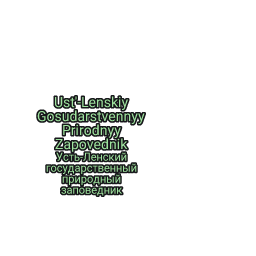 Ust'-Lenskiy
Gosudarstvennyy
Prirodnyy
Zapovednik
Усть-Ленский
государственный
природный
заповедник